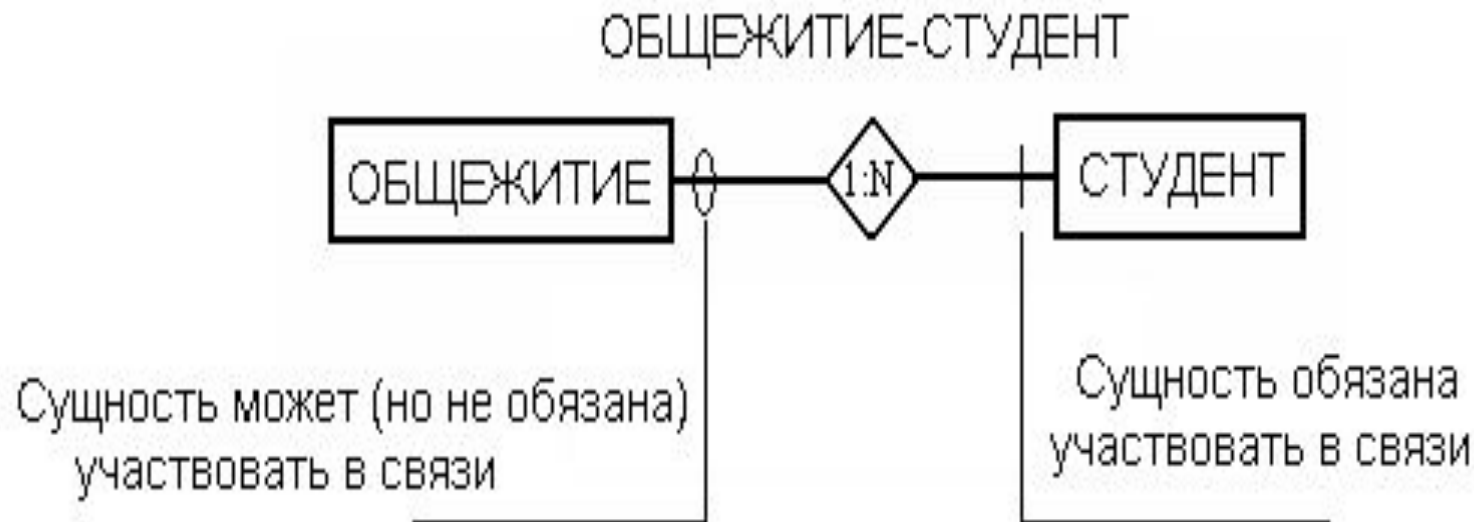 ОБЩЕЖИТИЕ-СТУДЕНТ
ОБЩЕЖИТИЕ
1:N
СТУДЕНТ
Сущность может (но не обязана)
участвовать в связи
Сущность обязана
участвовать в связи